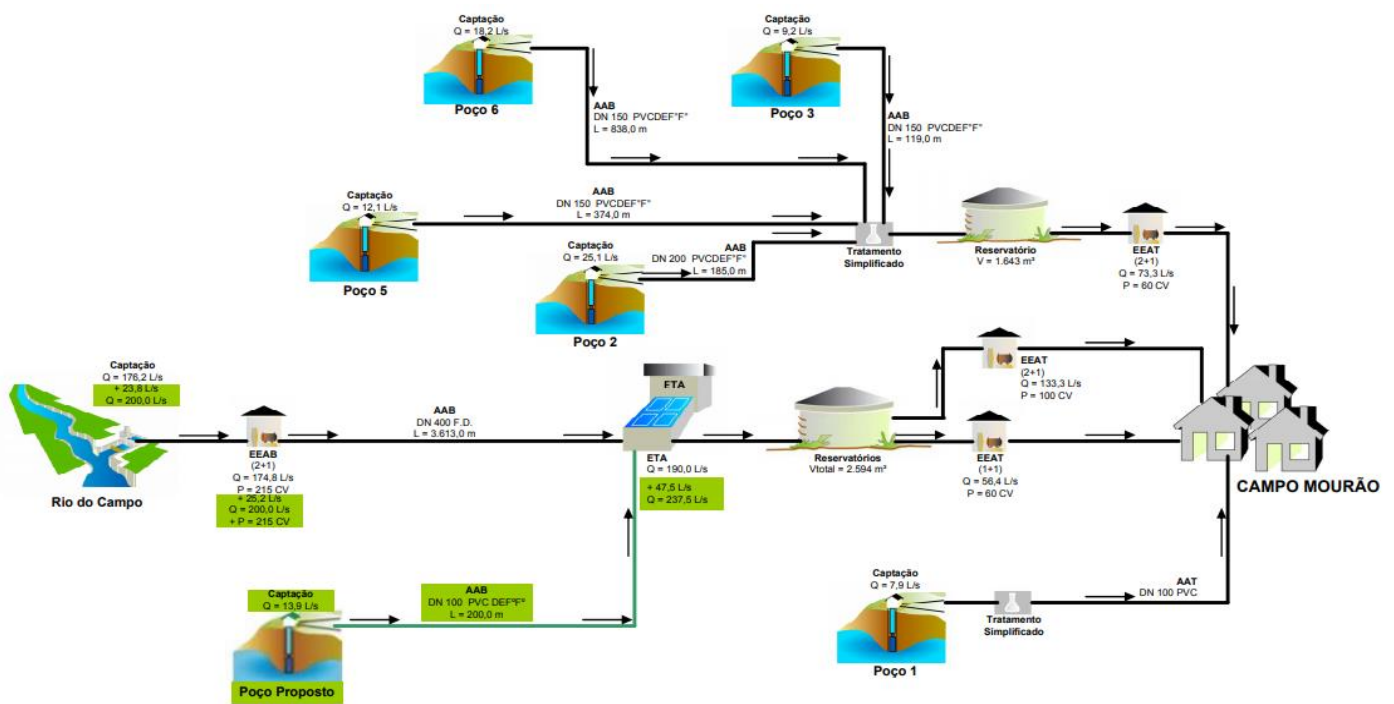 Captação
Q = 18,2 L/s
Poço 6
AAB
DN 150 PVCDEF°F°
L = 838,0 m
Captação
Q = 9,2 L/s
Poço 3
AAB
DN 150 PVCDEF°F°
L = 119,0 m
Captação
Q = 12,1 L/s
Poço 5
AAB
DN 150 PVCDEF°F°
L = 374,0 m
Captação
Q = 25,1 L/s
Poço 2
AAB
DN 200 PVCDEF°F°
L = 185,0 m
Tratamento
Simplificado
Reservatório
V = 1.643 m³
EEAT
(2+1)
Q = 73,3 L/s
P = 60 CV
Captação
Q = 176,2 L/s
+ 23,8 L/s
Q = 200,0 L/s
Rio do Campo
EEAB
(2+1)
Q = 174,8 L/s
P = 215 CV
+ 25,2 L/s
Q = 200,0 L/s
+ P = 215 CV
AAB
DN 400 F.D.
L = 3.613,0 m
ETA
ETA
Q = 190,0 L/s
+ 47,5 L/s
Q = 237,5 L/s
Reservatórios
Vtotal = 2.594 m³
EEAT
(2+1)
Q = 133,3 L/s
P = 100 CV
EEAT
(1+1)
Q = 56,4 L/s
P = 60 CV
CAMPO MOURÃO
Captação
Q = 13,9 L/s
Poço Proposto
AAB
DN 100 PVC DEF°F°
L = 200,0 m
Captação
Q = 7,9 L/s
Poço 1
Tratamento
Simplificado
AAT
DN 100 PVC